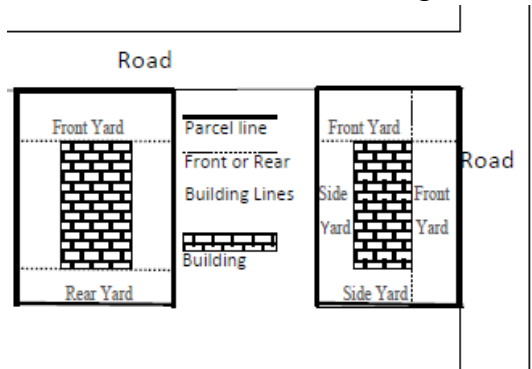 Road
Front Yard
Rear Yard
Parcel line
Front or Rear
Building Lines
Building
Front Yard
Side
Yard
Front
Yard
Side Yard
Road